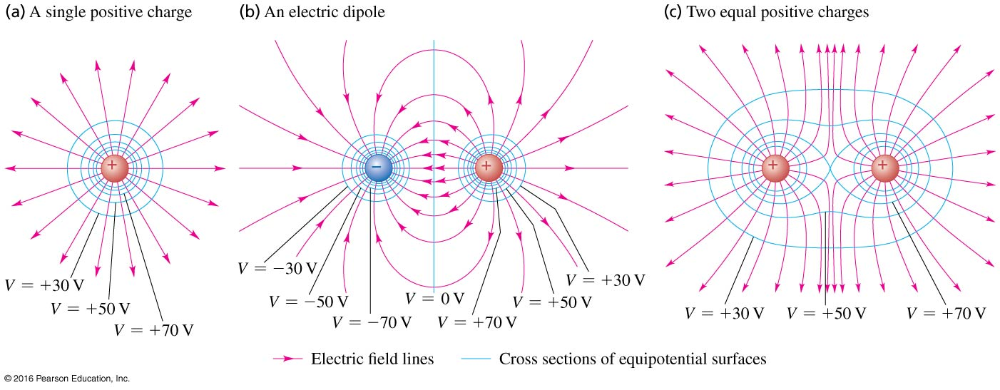 (a) A single positive charge
(b) An electric dipole
(c) Two equal positive charges
+
−
+
+
+
V = +30 V
V = +50 V
V = +70 V
V = −30 V
V = −50 V
V = −70 V
V = 0 V
V = +70 V
V = +50 V
V = +30 V
V = +30 V
V = +50 V
V = +70 V
Electric field lines
Cross sections of equipotential surfaces
© 2016 Pearson Education, Inc.